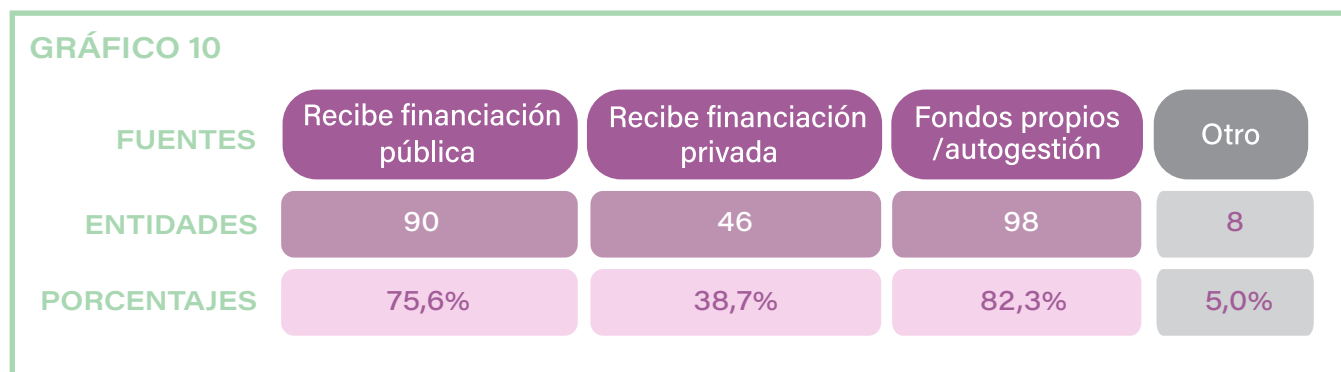 GRÁFICO 10
FUENTES
Recibe financiación
pública
Recibe financiación
privada
Fondos propios
/autogestión
Otro
ENTIDADES
90
46
98
8
PORCENTAJES
75,6%
38,7%
82,3%
5,0%